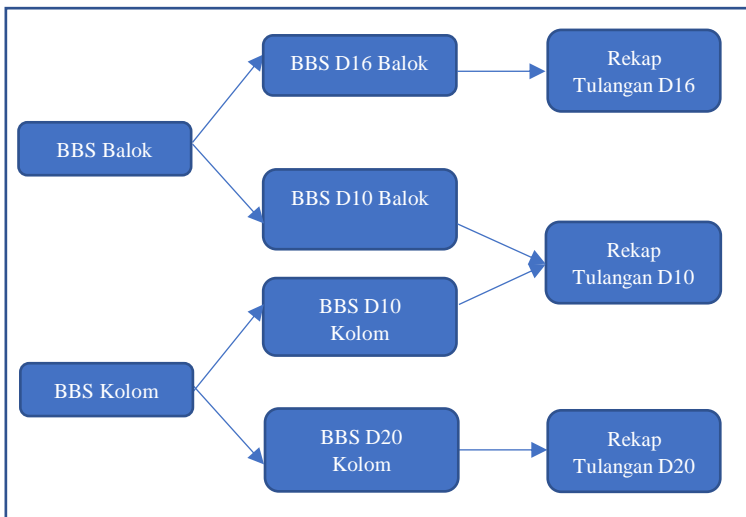 BBS D16 Balok
Rekap
Tulangan D16
BBS Balok
BBS D10 Balok
Rekap
Tulangan D10
BBS D10
Kolom
BBS Kolom
BBS D20
Kolom
Rekap
Tulangan D20